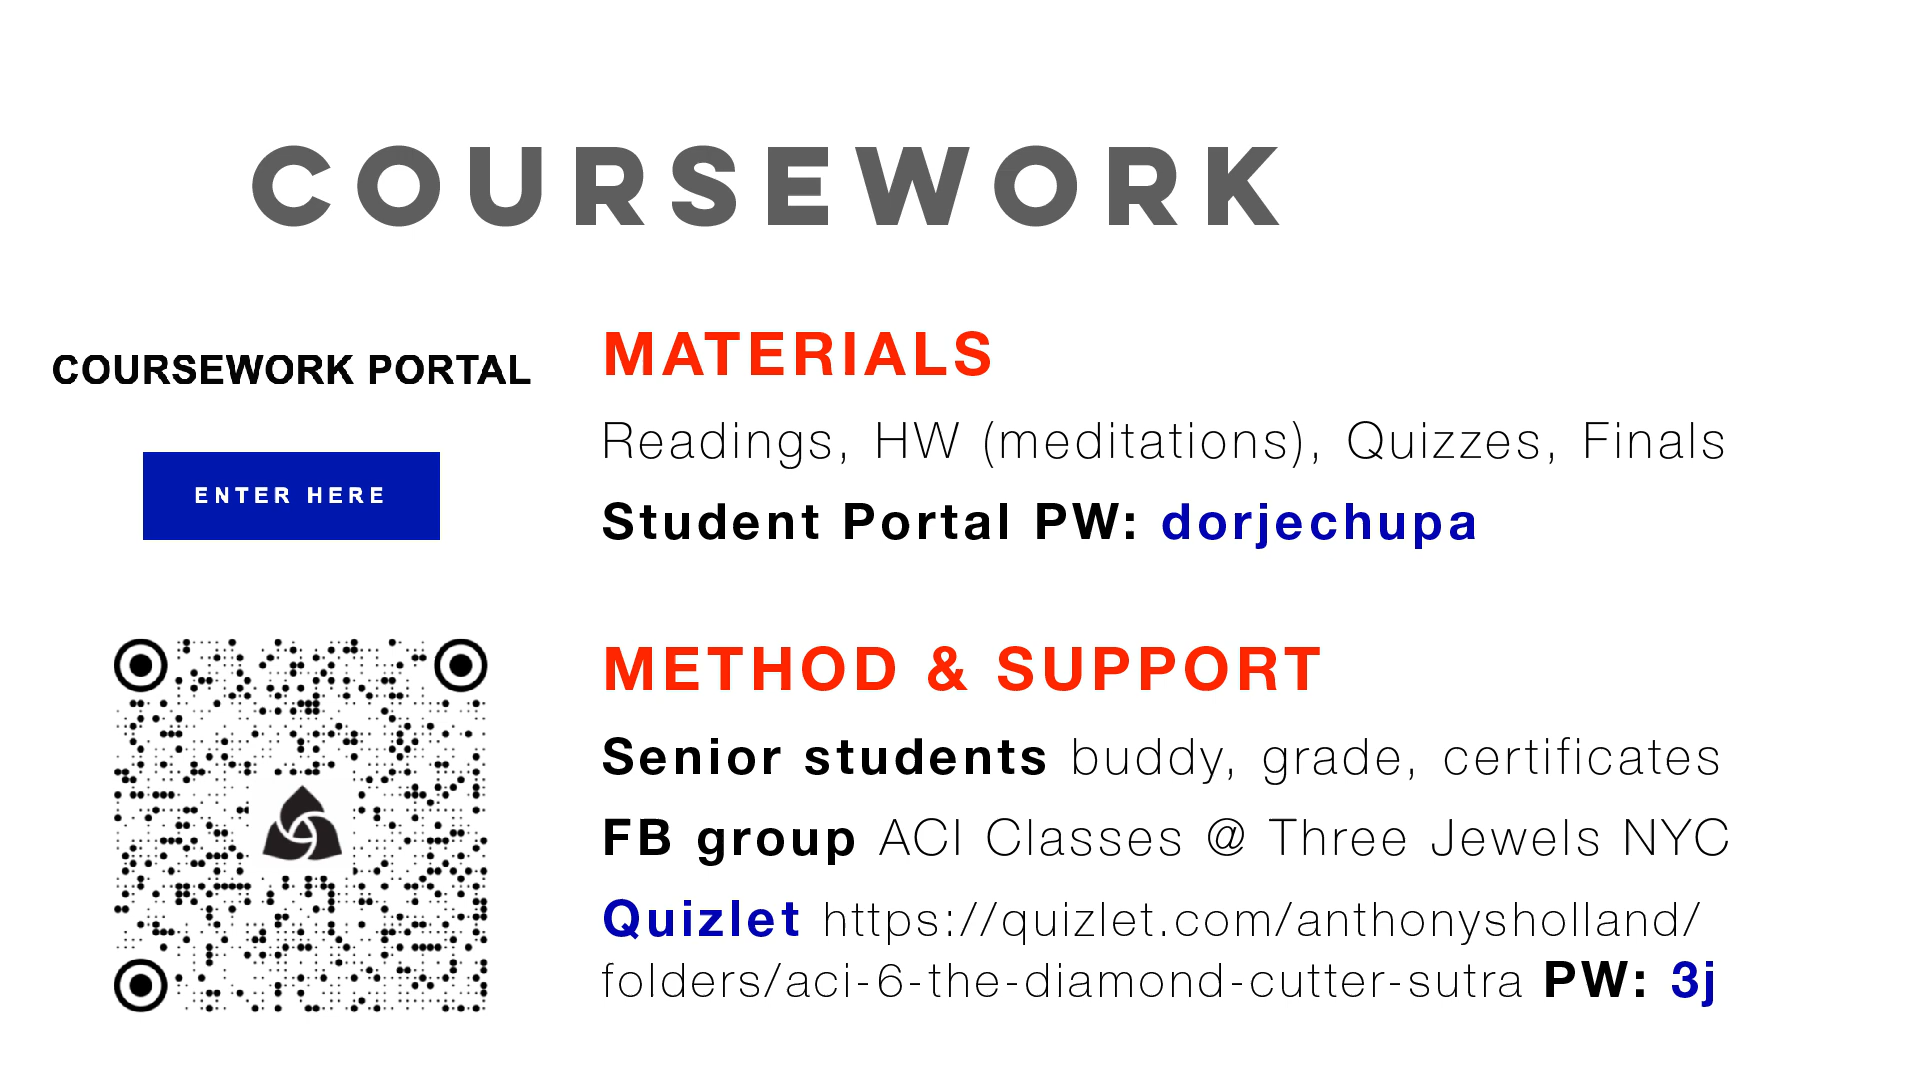 COURSEWORK
COURSEWORK PORTAL
ENTER HERE
MATERIALS
Readings, HW (meditations), Quizzes, Finals
Student Portal PW: dorjechupa
METHOD & SUPPORT
Senior students buddy, grade, certificates
FB group ACI Classes @ Three Jewels NYC
Quizlet https://quizlet.com/anthonysholland/
folders/aci-6-the-diamond-cutter-sutra PW: 3j